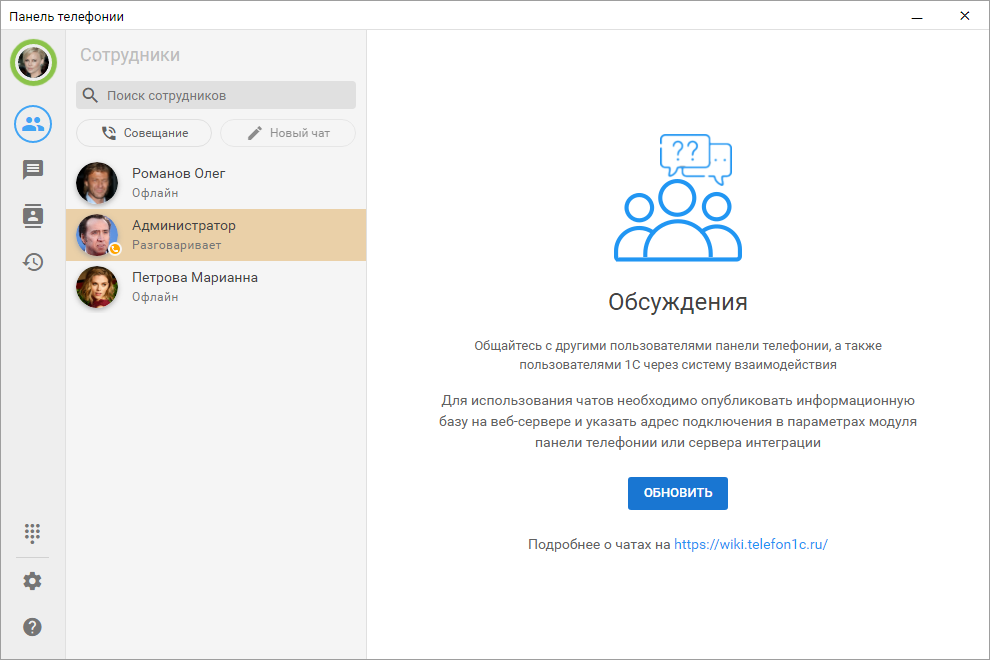 Панель телефонии
Сотрудники
Поиск сотрудников
Совещание
Новый чат
Романов Олег
Офлайн
Администратор
Разговаривает
Петрова Марианна
Офлайн
??
Обсуждения
Общайтесь с другими пользователями панели телефонии, а также
пользователями 1С через систему взаимодействия
Для использования чатов необходимо опубликовать информационную
базу на веб-сервере и указать адрес подключения в параметрах модуля
панели телефонии или сервера интеграции
ОБНОВИТЬ
Подробнее о чатах на https://wiki.telefon1c.ru/
?